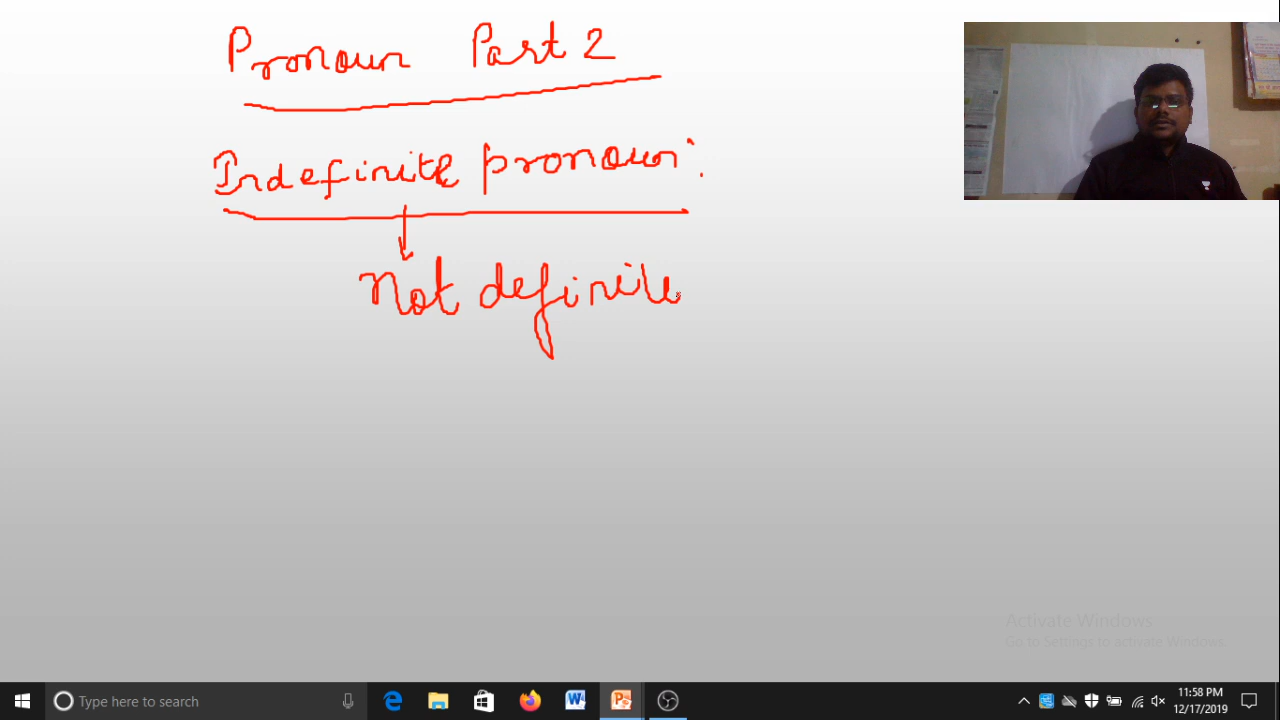 Pronoun Part 2
Indefinite pronoun:
Not definite
Activate Windows
Go to Settings to activate Windows.
Type here to search
11:58 PM
12/17/2019